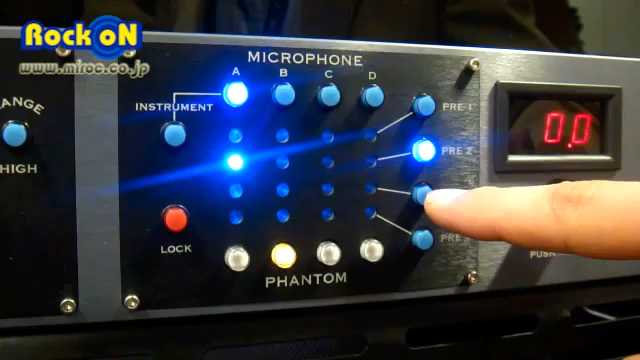 Rock oN
www.miroc.co.jp
MICROPHONE
A B C D
INSTRUMENT
PRE 1
ANGE
PRE 2
0.0
HIGH
LOCK
PRE
PUSH
PHANTOM